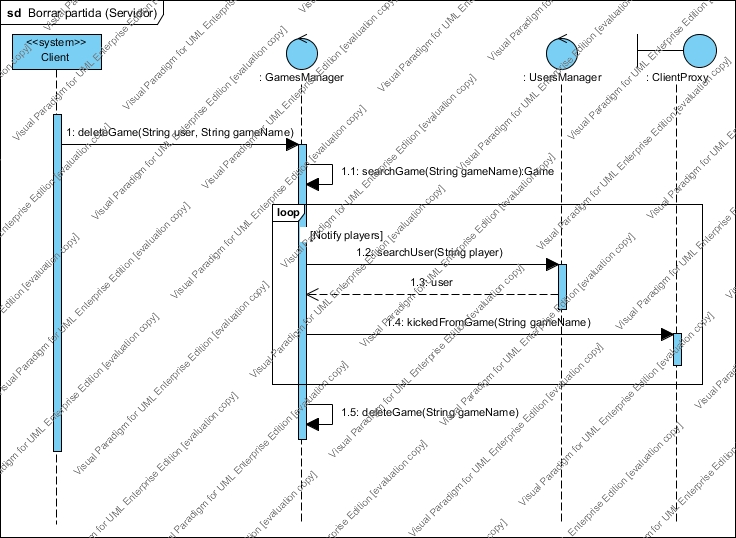 sd Borrar partida (Servidor)
<<system>>
Client
: GamesManager
: UsersManager
: ClientProxy
1: deleteGame(String user, String gameName)
1.1: searchGame(String gameName):Game
loop
[Notify players]
1.2: searchUser(String player)
1.3: user
1.4: kickedFromGame(String gameName)
1.5: deleteGame(String gameName)
Visual Paradigm for UML Enterprise Edition [evaluation copy]